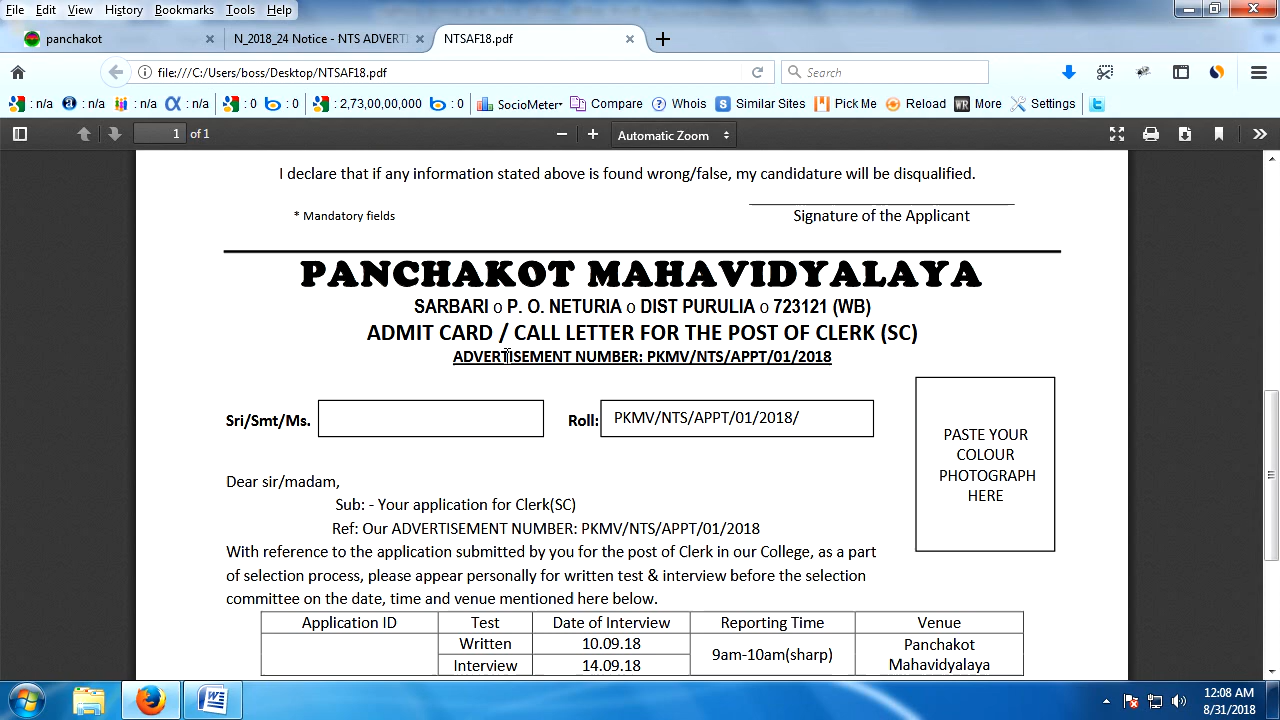 File Edit View History Bookmarks Tools Help
panchakot
N_2018_24 Notice - NTS ADVERTI
NTSAF18.pdf
file:///C:/Users/boss/Desktop/NTSAF18.pdf
Search
: n/a : n/a : n/a : n/a : 0 : 0 : 2,73,00,00,000 : 0 SocioMeter Compare Whois Similar Sites Pick Me Reload WR More Settings
1 of 1
Automatic Zoom
I declare that if any information stated above is found wrong/false, my candidature will be disqualified.
* Mandatory fields
Signature of the Applicant
PANCHAKOT MAHAVIDYALAYA
SARBARI o P. O. NETURIA o DIST PURULIA o 723121 (WB)
ADMIT CARD / CALL LETTER FOR THE POST OF CLERK (SC)
ADVERTISEMENT NUMBER: PKMV/NTS/APPT/01/2018
Sri/Smt/Ms.
Roll: PKMV/NTS/APPT/01/2018/
PASTE YOUR
COLOUR
PHOTOGRAPH
HERE
Dear sir/madam,
Sub: - Your application for Clerk(SC)
Ref: Our ADVERTISEMENT NUMBER: PKMV/NTS/APPT/01/2018
With reference to the application submitted by you for the post of Clerk in our College, as a part
of selection process, please appear personally for written test & interview before the selection
committee on the date, time and venue mentioned here below.
Application ID Test Date of Interview Reporting Time Venue
Written 10.09.18 9am-10am(sharp) Panchakot
Interview 14.09.18 Mahavidyalaya
12:08 AM
8/31/2018